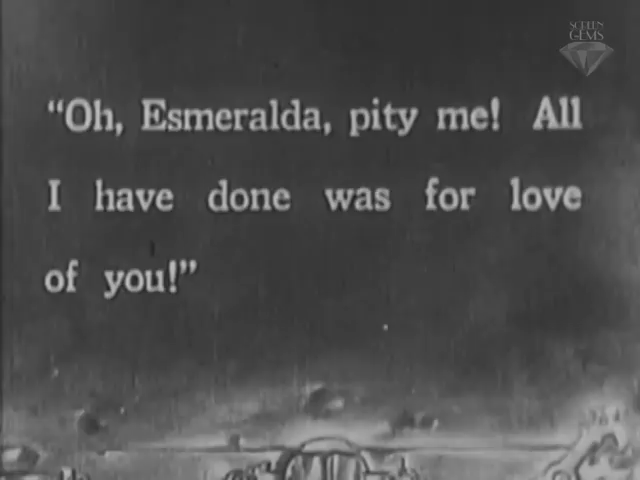 SCREEN
GEMS
“Oh, Esmeralda, pity me! All
I have done was for love
of you!”